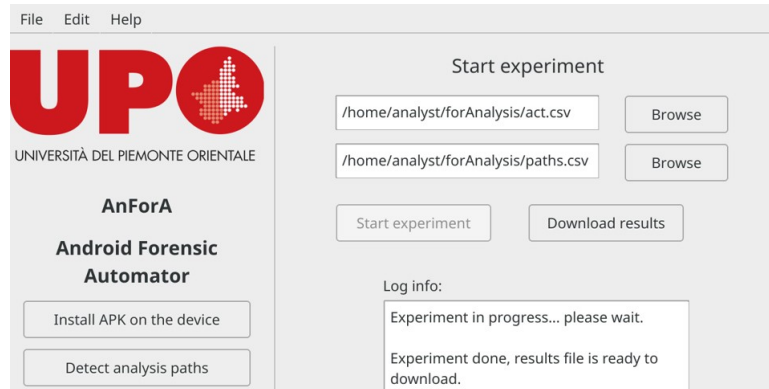 File Edit Help
UPO
UNIVERSITÀ DEL PIEMONTE ORIENTALE
AnForA
Android Forensic
Automator
Install APK on the device
Detect analysis paths
Start experiment
/home/analyst/forAnalysis/act.csv Browse
/home/analyst/forAnalysis/paths.csv Browse
Start experiment Download results
Log info:
Experiment in progress... please wait.
Experiment done, results file is ready to
download.